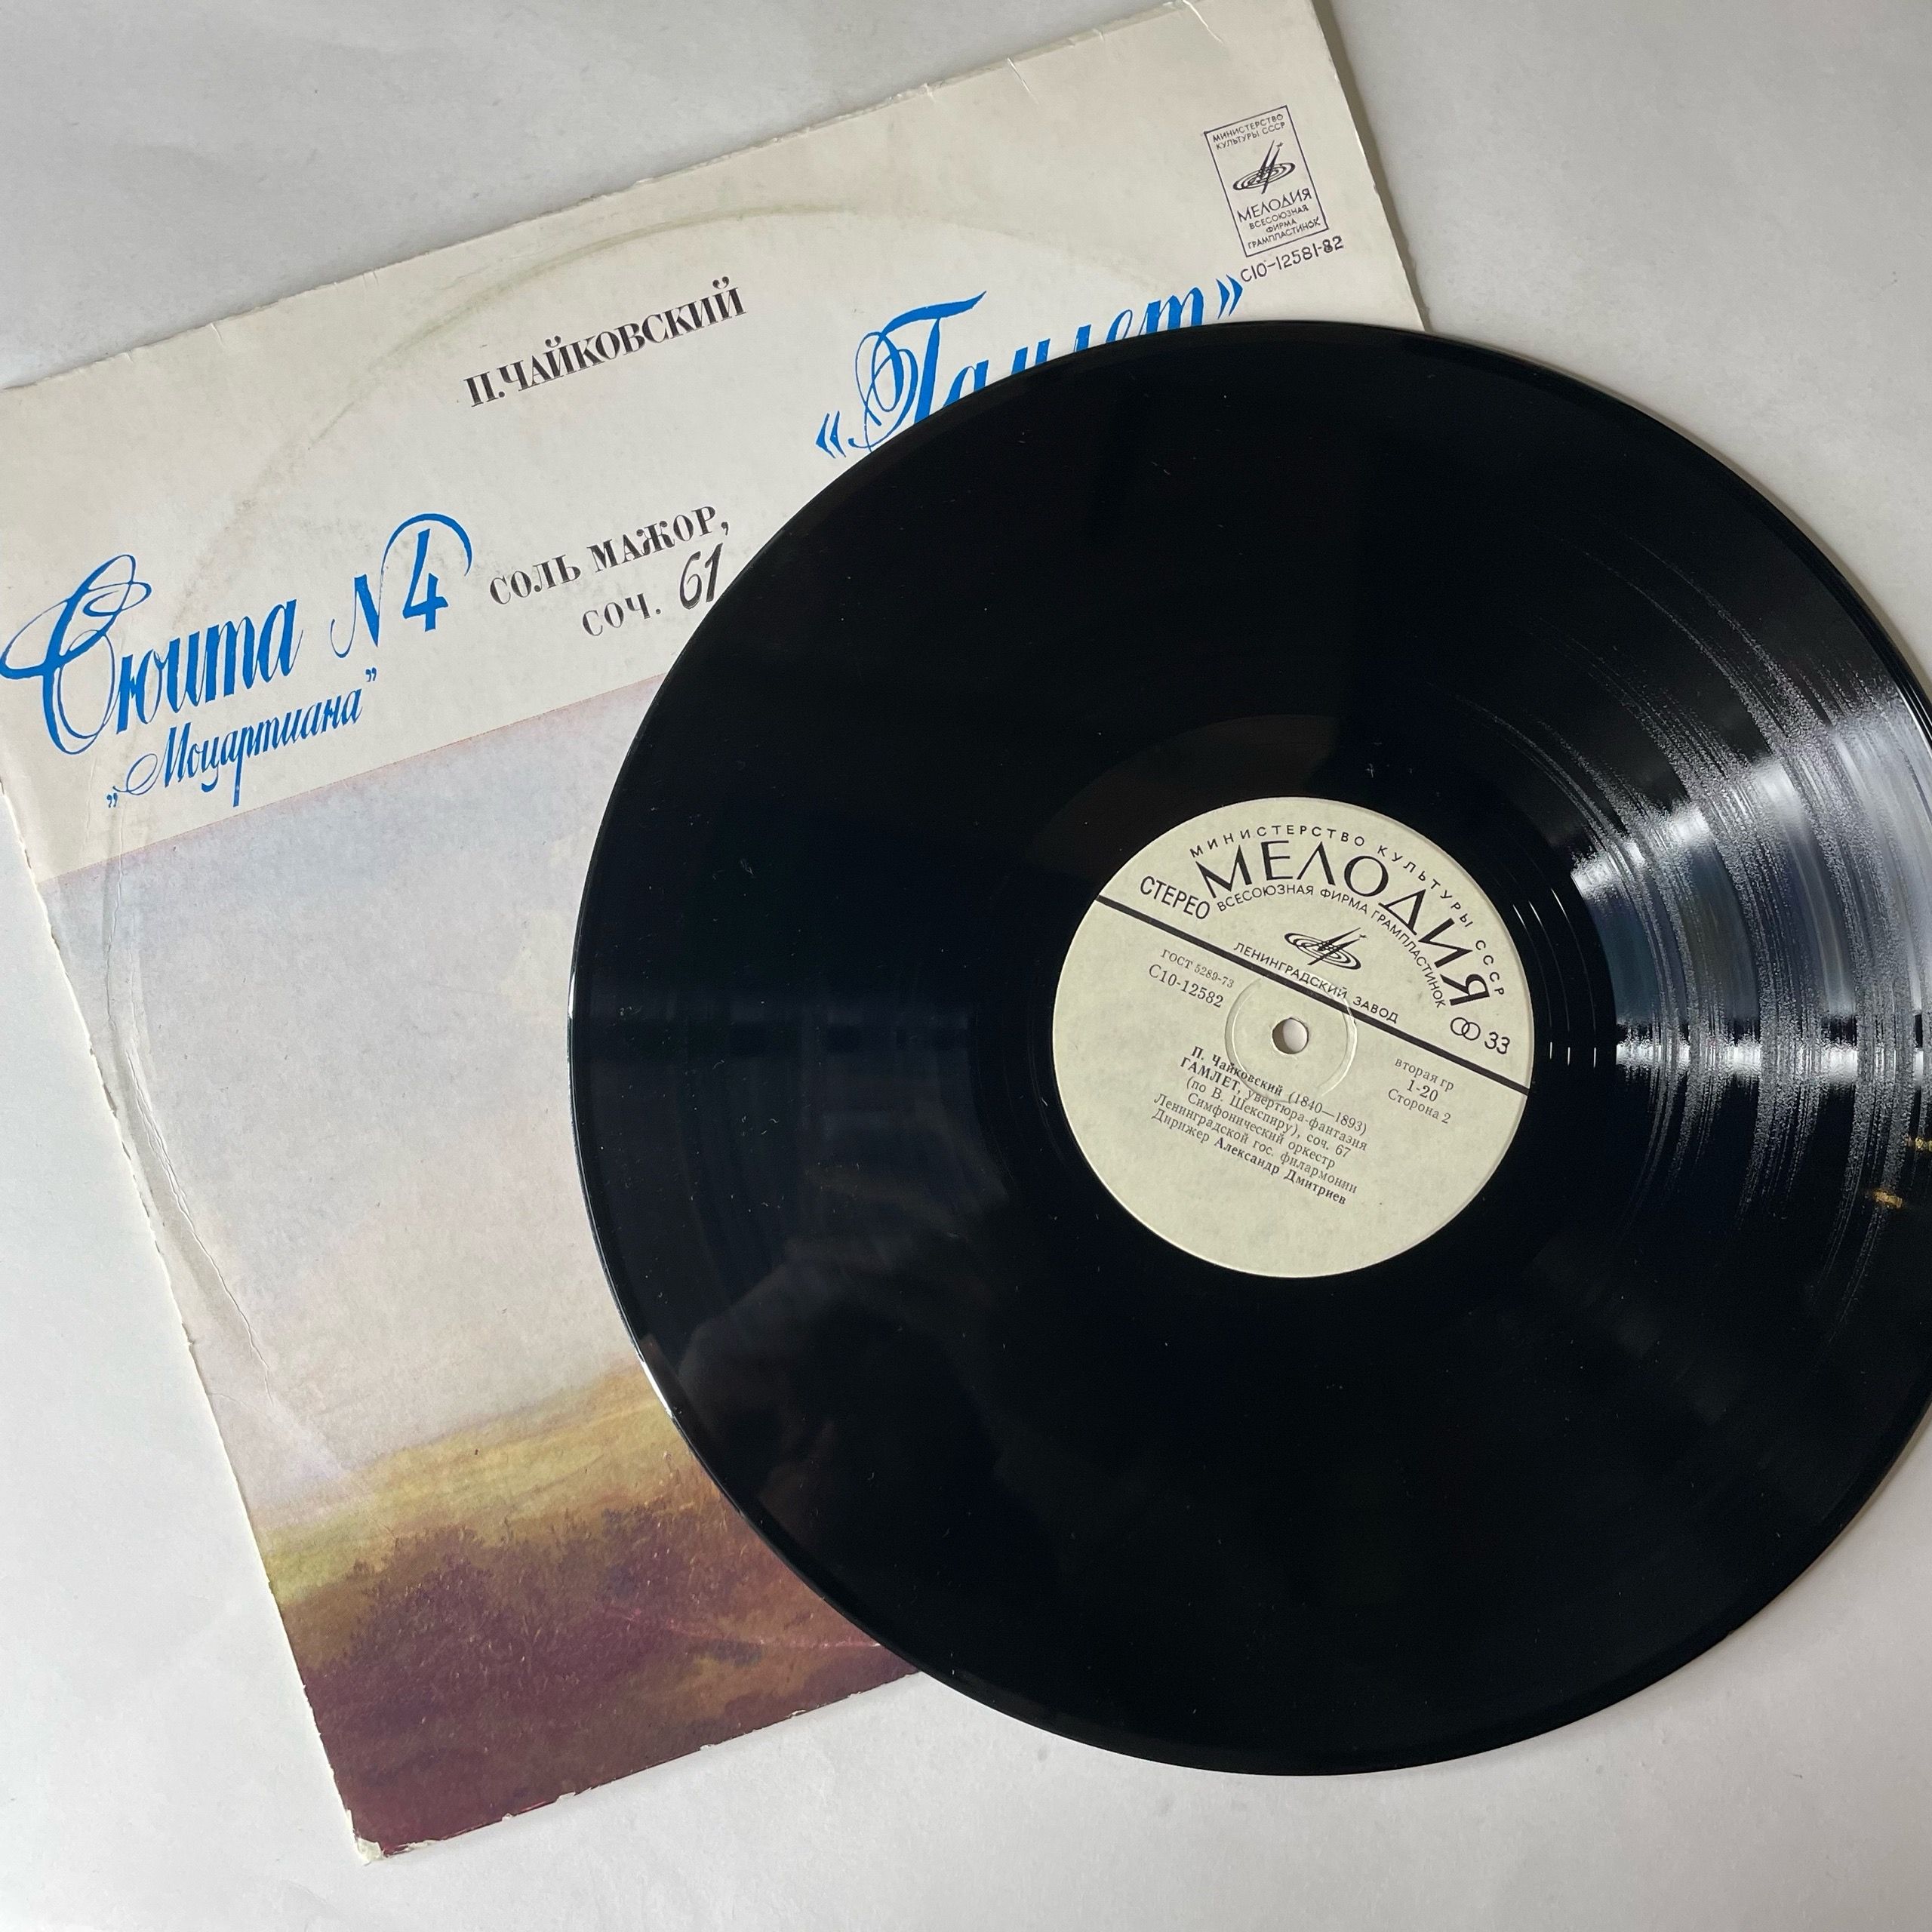 П. ЧАЙКОВСКИЙ
«Гамлет»
Сюита N4
„Моцартиана”
СОЛЬ МАЖОР,
СОЧ. 61
МИНИСТЕРСТВО
КУЛЬТУРЫ СССР
МЕЛОДИЯ
ВСЕСОЮЗНАЯ
ФИРМА
ГРАМПЛАСТИНОК
С10-12581-82
МИНИСТЕРСТВО КУЛЬТУРЫ СССР
МЕЛОДИЯ
ВСЕСОЮЗНАЯ ФИРМА ГРАМПЛАСТИНОК
СТЕРЕО
33
ЛЕНИНГРАДСКИЙ ЗАВОД
ГОСТ 5289-73
С10-12582
вторая гр
1-20
Сторона 2
П. Чайковский (1840—1893)
ГАМЛЕТ, увертюра-фантазия
(по В. Шекспиру), соч. 67
Симфонический оркестр
Ленинградской гос. филармонии
Дирижер Александр Дмитриев